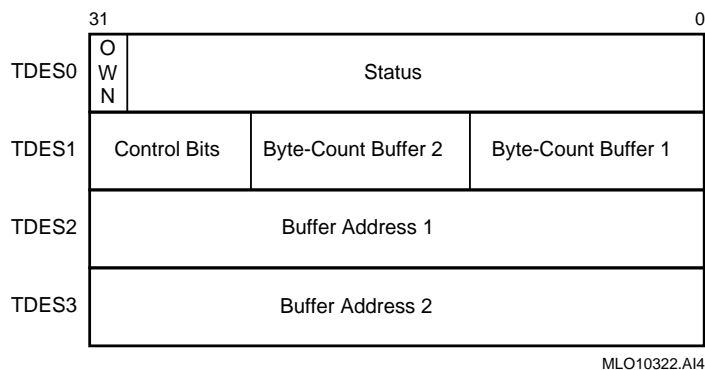 31 0
TDES0 OWN Status
TDES1 Control Bits Byte-Count Buffer 2 Byte-Count Buffer 1
TDES2 Buffer Address 1
TDES3 Buffer Address 2
MLO10322.AI4